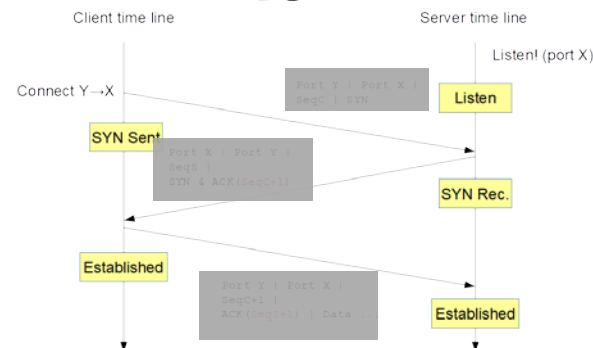 Client time line
Server time line
Listen! (port X)
Connect Y→X
Port Y | Port X |
SeqC | SYN
Listen
SYN Sent
Port X | Port Y |
SeqS |
SYN & ACK(SeqC+1)
SYN Rec.
Established
Port Y | Port X |
SeqC+1 |
ACK(SeqS+1) | Data ...
Established